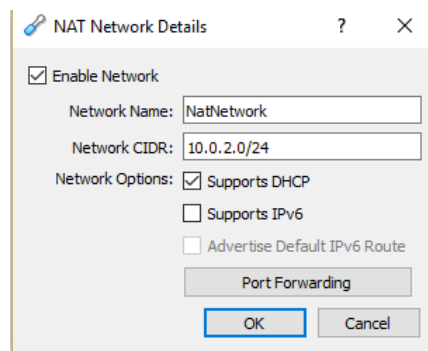 NAT Network Details ? ×
Enable Network
Network Name: NatNetwork
Network CIDR: 10.0.2.0/24
Network Options: Supports DHCP
Supports IPv6
Advertise Default IPv6 Route
Port Forwarding
OK Cancel